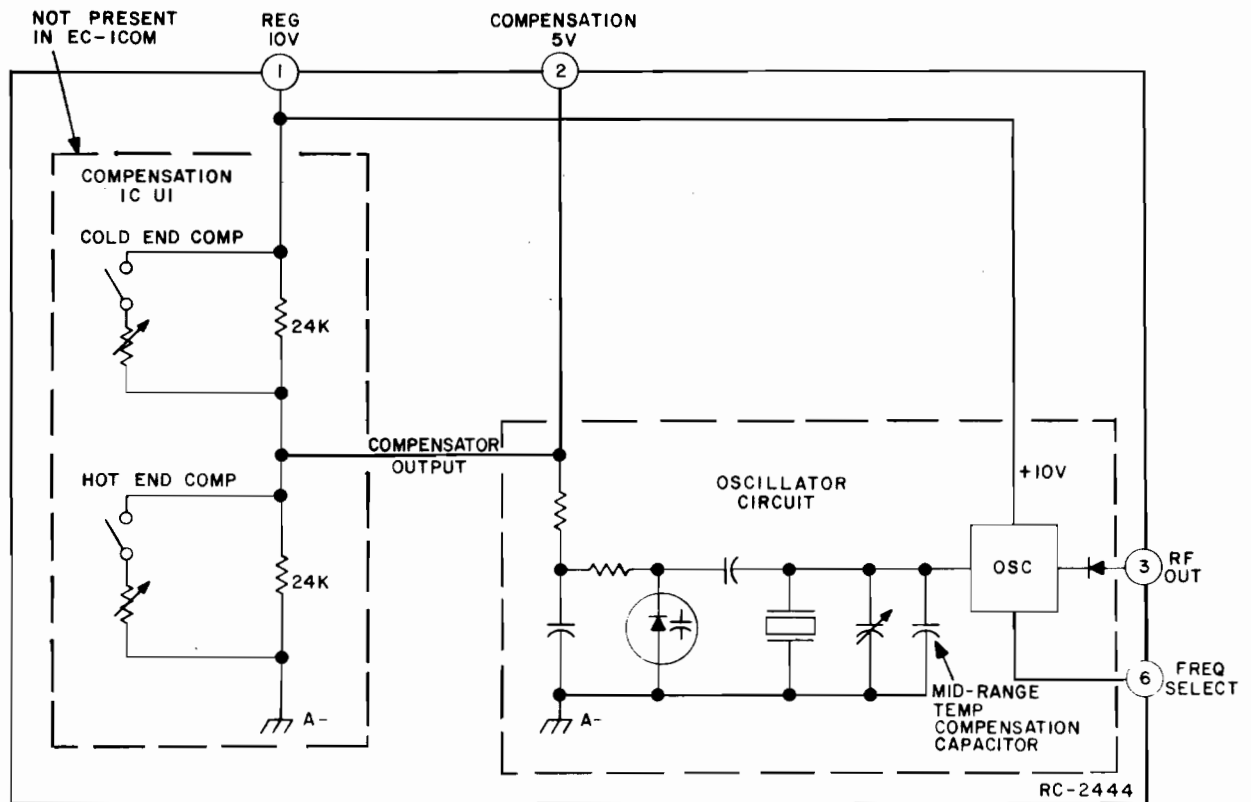 NOT PRESENT
IN EC-ICOM
REG
10V
1
COMPENSATION
5V
2
COMPENSATION
IC U1
COLD END COMP
24K
COMPENSATOR
OUTPUT
HOT END COMP
24K
A-
OSCILLATOR
CIRCUIT
+10V
OSC
3
RF
OUT
6
FREQ
SELECT
A-
MID-RANGE
TEMP
COMPENSATION
CAPACITOR
RC-2444